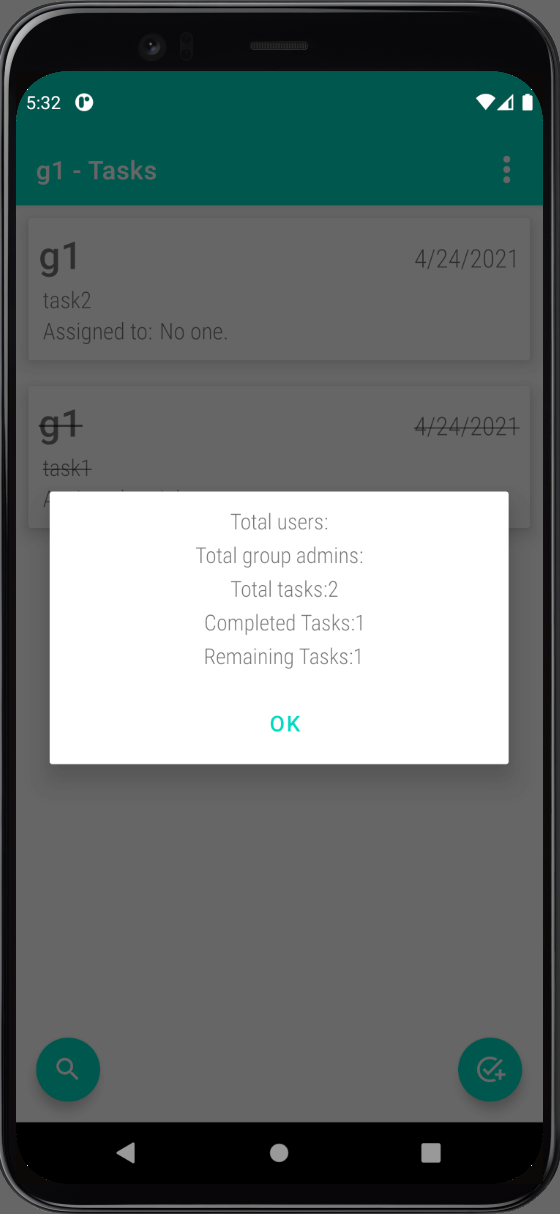 5:32
g1 - Tasks
g1 4/24/2021
task2
Assigned to: No one.
g1 4/24/2021
task1
Total users:
Total group admins:
Total tasks:2
Completed Tasks:1
Remaining Tasks:1
OK